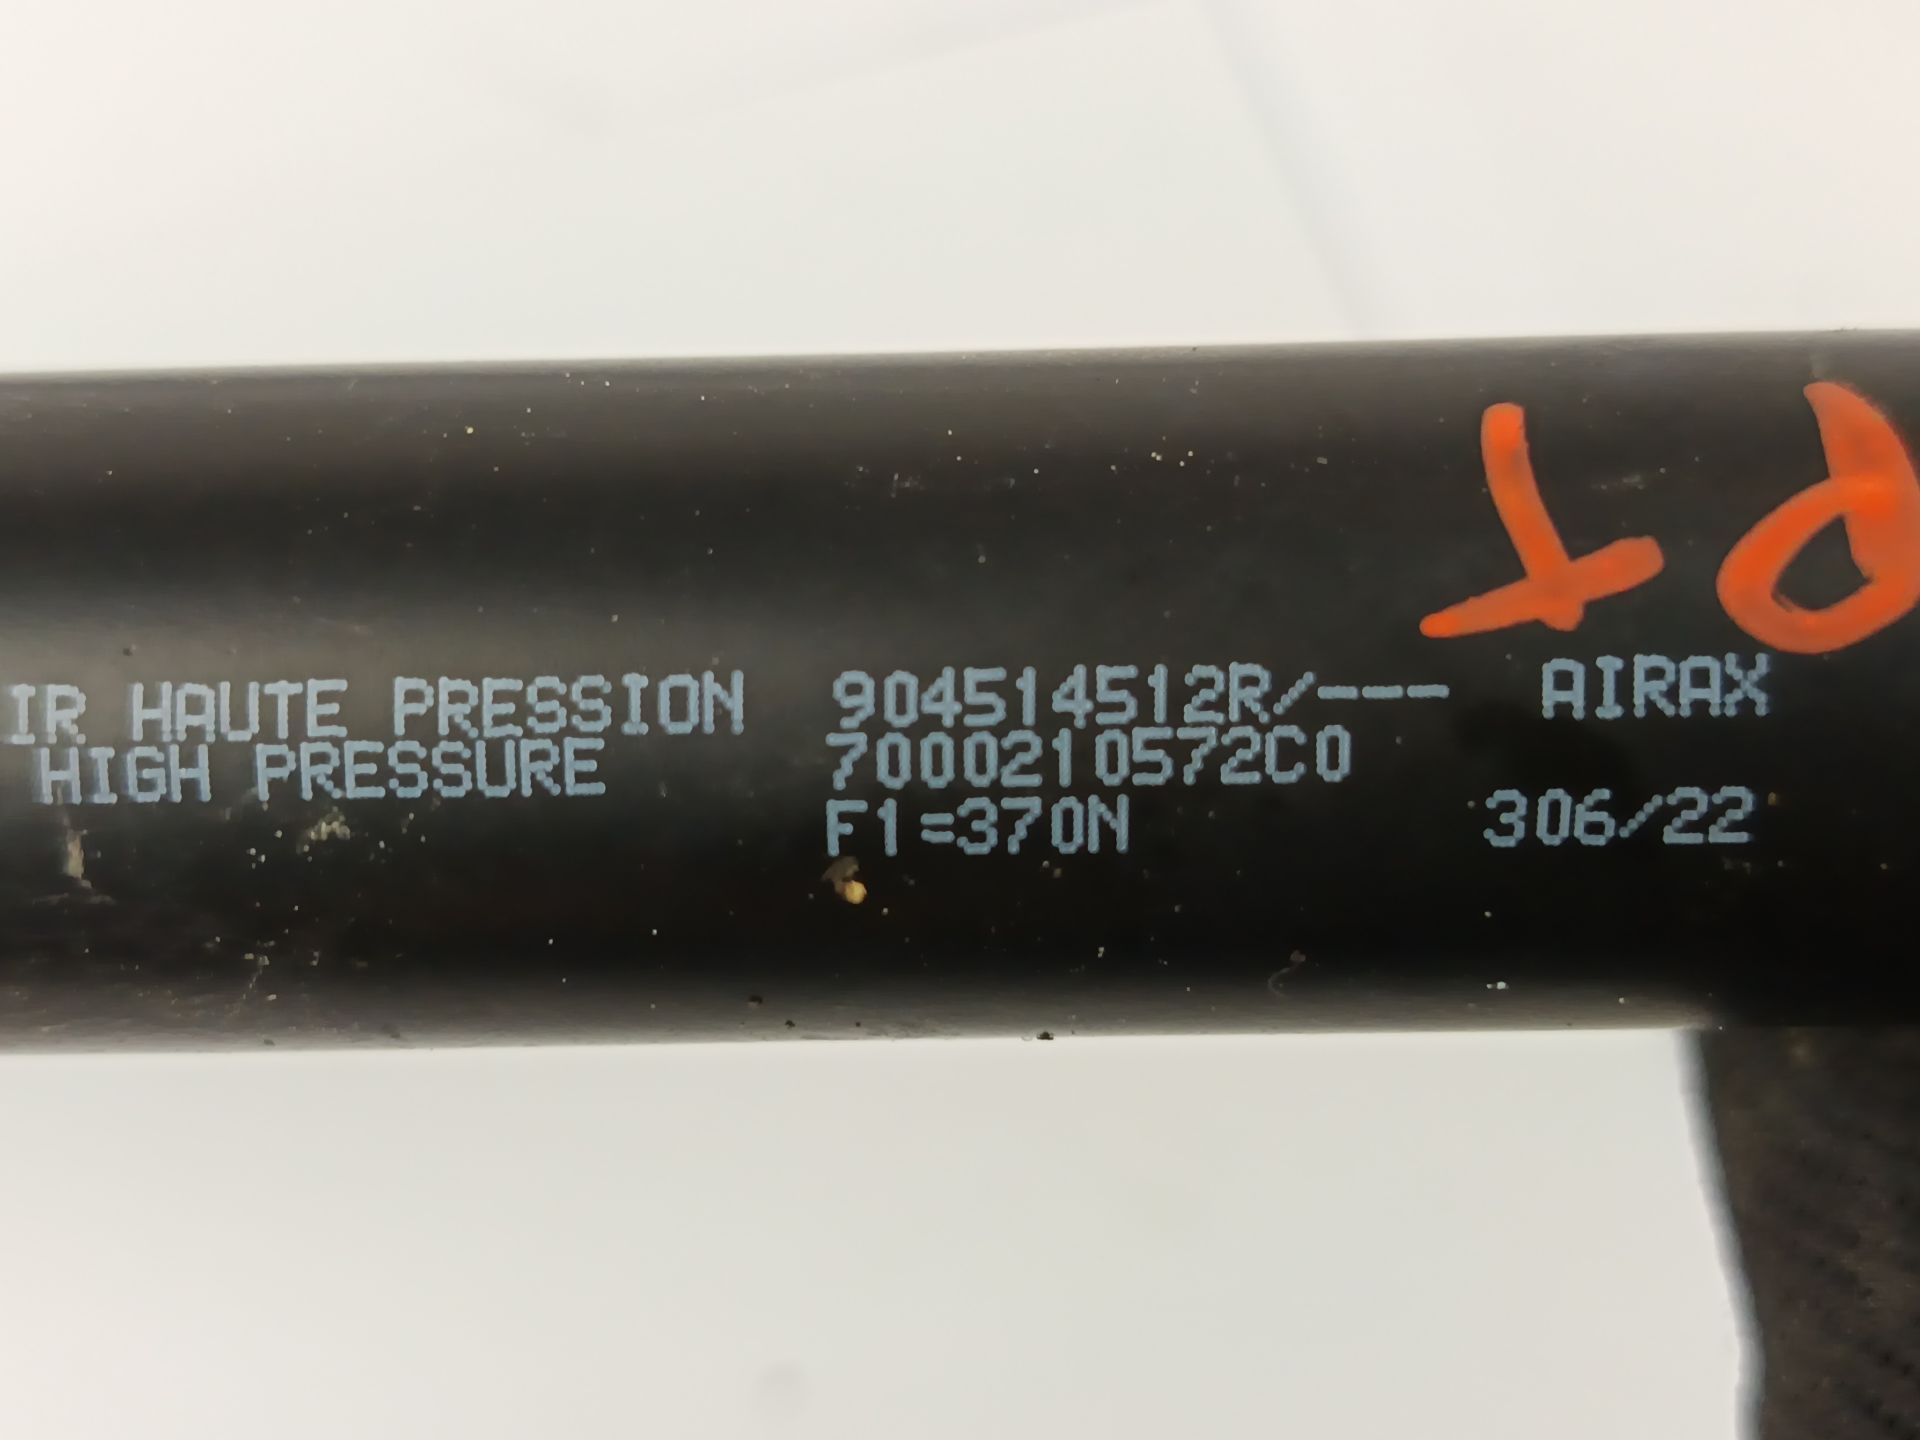 IR HAUTE PRESSION 904514512R/--- AIRAX
HIGH PRESSURE 7000210572C0
F1=370N 306/22